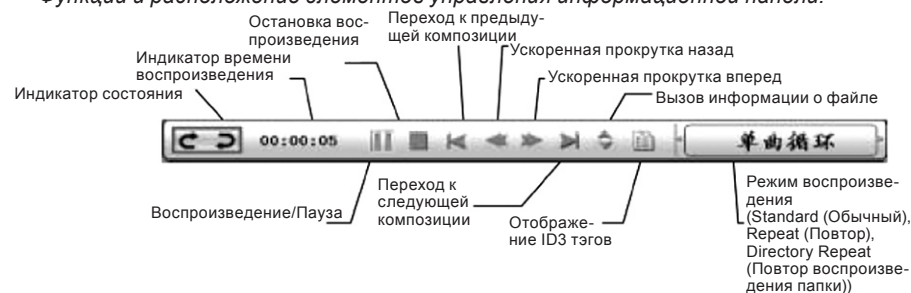 Функции и расположение элементов управления информационной панели:
Остановка вос-
произведения
Переход к предыду-
щей композиции
Ускоренная прокрутка назад
Индикатор времени
воспроизведения
Ускоренная прокрутка вперед
Индикатор состояния
Вызов информации о файле
00:00:05
单曲循环
Воспроизведение/Пауза
Переход к
следующей
композиции
Отображе-
ние ID3 тэгов
Режим воспроизве-
дения
(Standard (Обычный),
Repeat (Повтор),
Directory Repeat
(Повтор воспроизве-
дения папки))